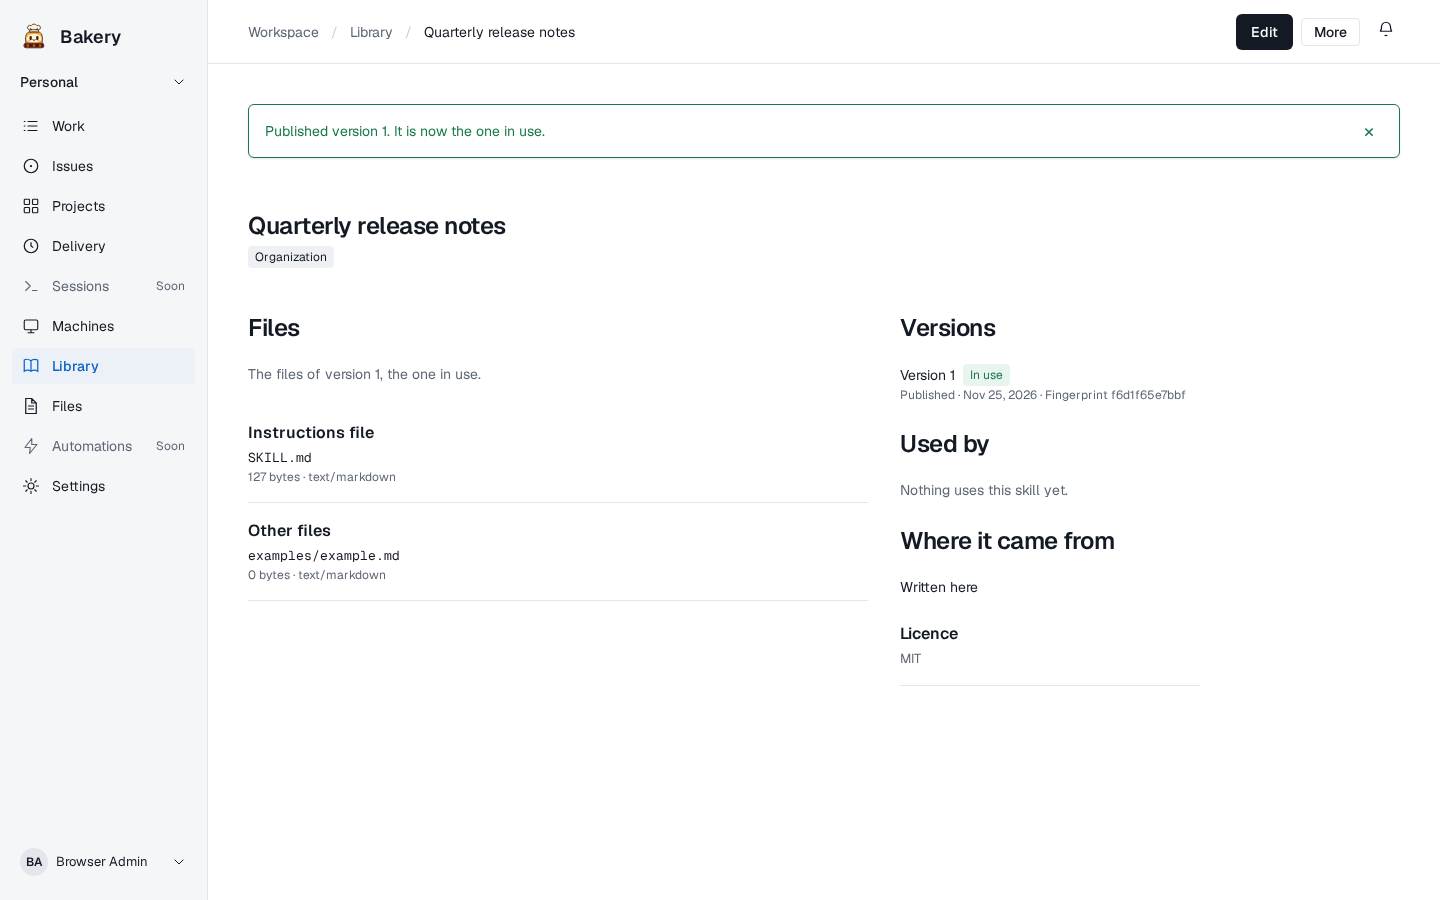 Bakery
Personal
Work
Issues
Projects
Delivery
Sessions Soon
Machines
Library
Files
Automations Soon
Settings
BA Browser Admin
Workspace / Library / Quarterly release notes
Edit More
Published version 1. It is now the one in use.
Quarterly release notes
Organization
Files
The files of version 1, the one in use.
Instructions file
SKILL.md
127 bytes · text/markdown
Other files
examples/example.md
0 bytes · text/markdown
Versions
Version 1 In use
Published · Nov 25, 2026 · Fingerprint f6d1f65e7bbf
Used by
Nothing uses this skill yet.
Where it came from
Written here
Licence
MIT